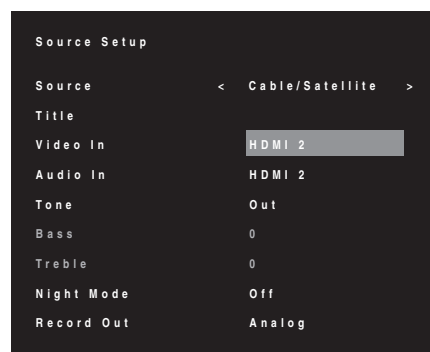 Source Setup
Source < Cable/Satellite >
Title
Video In HDMI 2
Audio In HDMI 2
Tone Out
Bass 0
Treble 0
Night Mode Off
Record Out Analog